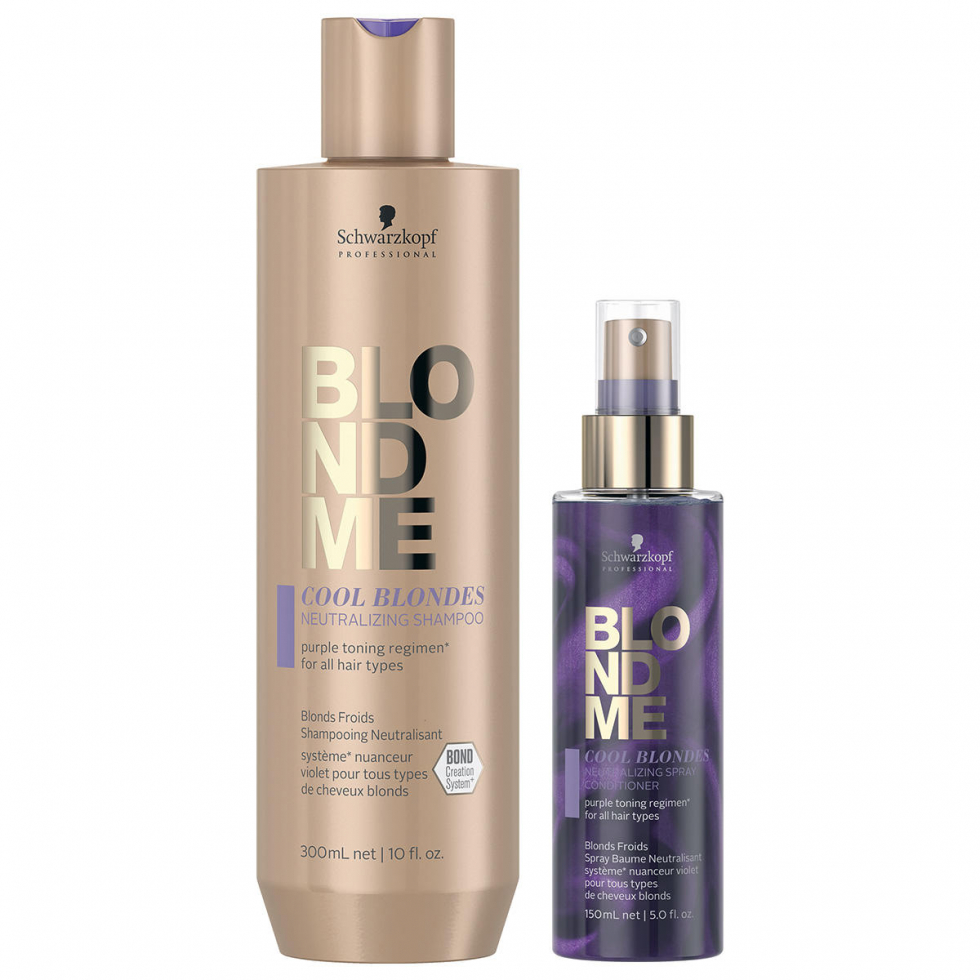 Schwarzkopf
PROFESSIONAL
BLO
ND
ME
COOL BLONDES
NEUTRALIZING SHAMPOO
purple toning regimen*
for all hair types
Blonds Froids
Shampooing Neutralisant
système* nuanceur
violet pour tous types
de cheveux blonds
BOND
Creation
System+
300mL net | 10 fl. oz.
Schwarzkopf
PROFESSIONAL
BLO
ND
ME
COOL BLONDES
NEUTRALIZING SPRAY
CONDITIONER
purple toning regimen*
for all hair types
Blonds Froids
Spray Baume Neutralisant
système* nuanceur violet
pour tous types
de cheveux blonds
150mL net | 5.0 fl. oz.